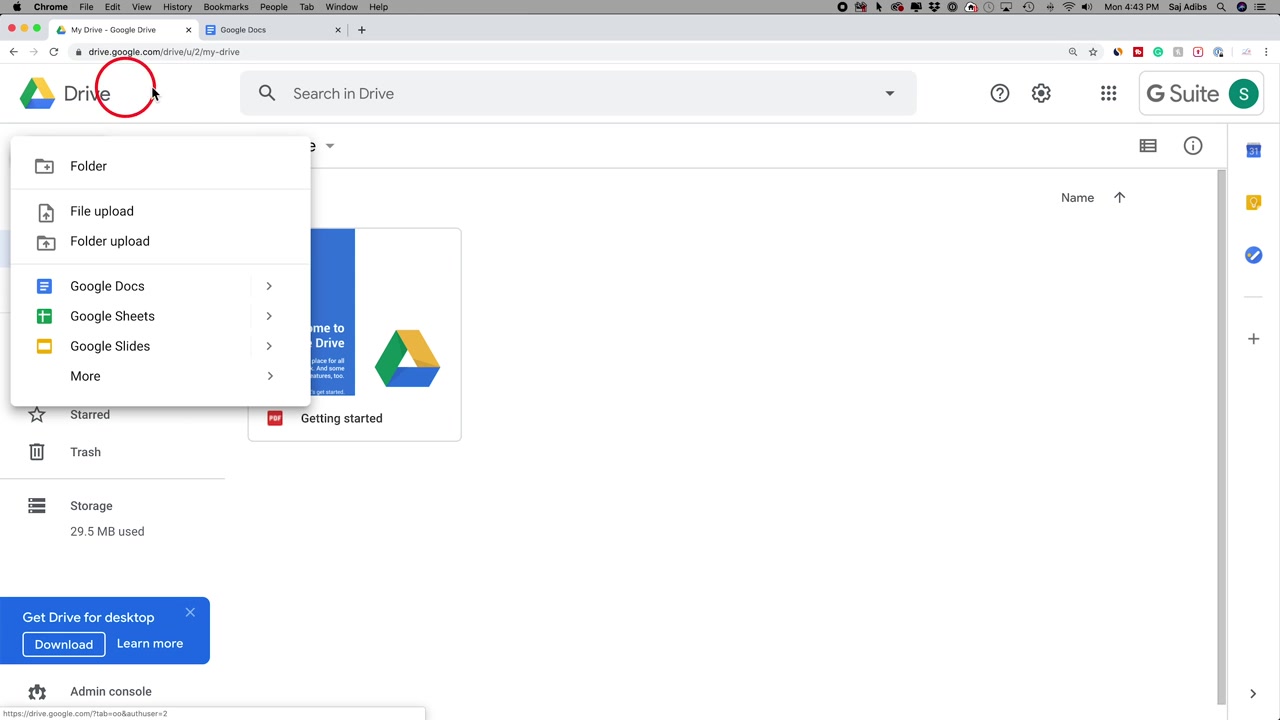 Chrome File Edit View History Bookmarks People Tab Window Help Mon 4:43 PM Saj Adibs
My Drive - Google Drive Google Docs
drive.google.com/drive/u/2/my-drive
Drive Search in Drive G Suite S
Folder
File upload
Folder upload
Google Docs
Google Sheets
Google Slides
More
Starred
Trash
Storage
29.5 MB used
Get Drive for desktop
Download Learn more
Admin console
https://drive.google.com/?tab=oo&authuser=2
e
Name
ome to
e Drive
place for all
k. And some
eatures, too.
's get started.
PDF Getting started
31